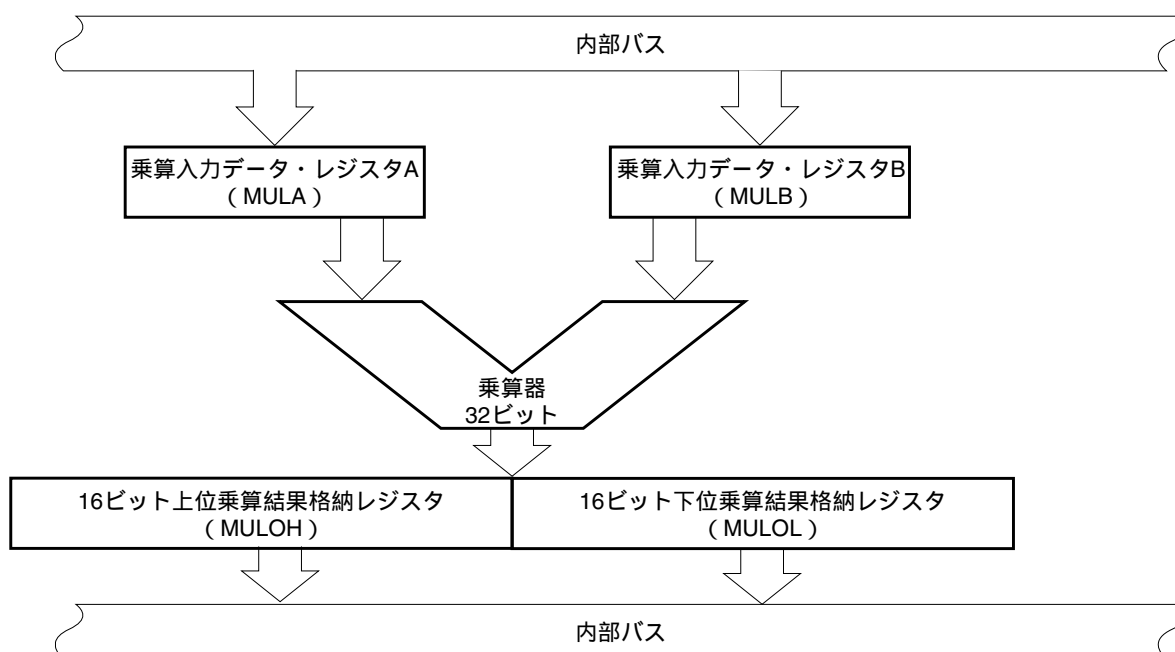 内部バス
乗算入力データ・レジスタA
（MULA）
乗算入力データ・レジスタB
（MULB）
乗算器
32ビット
16ビット上位乗算結果格納レジスタ
（MULOH）
16ビット下位乗算結果格納レジスタ
（MULOL）
内部バス